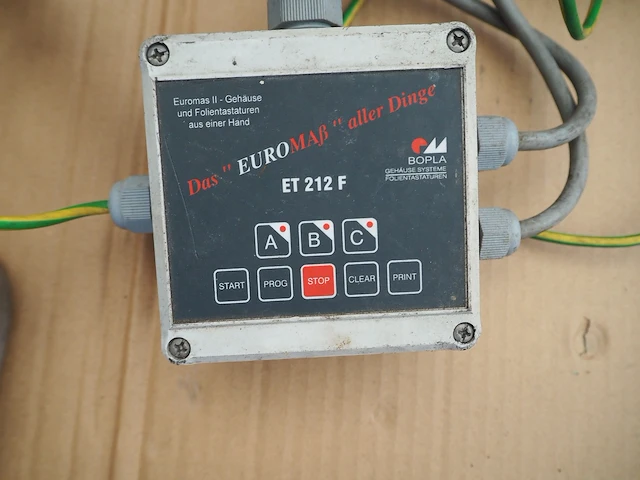 Euromas II - Gehäuse
und Folientastaturen
aus einer Hand
Das " EUROMAß " aller Dinge
BOPLA
GEHÄUSE SYSTEME
FOLIENTASTATUREN
ET 212 F
A B C
START PROG STOP CLEAR PRINT